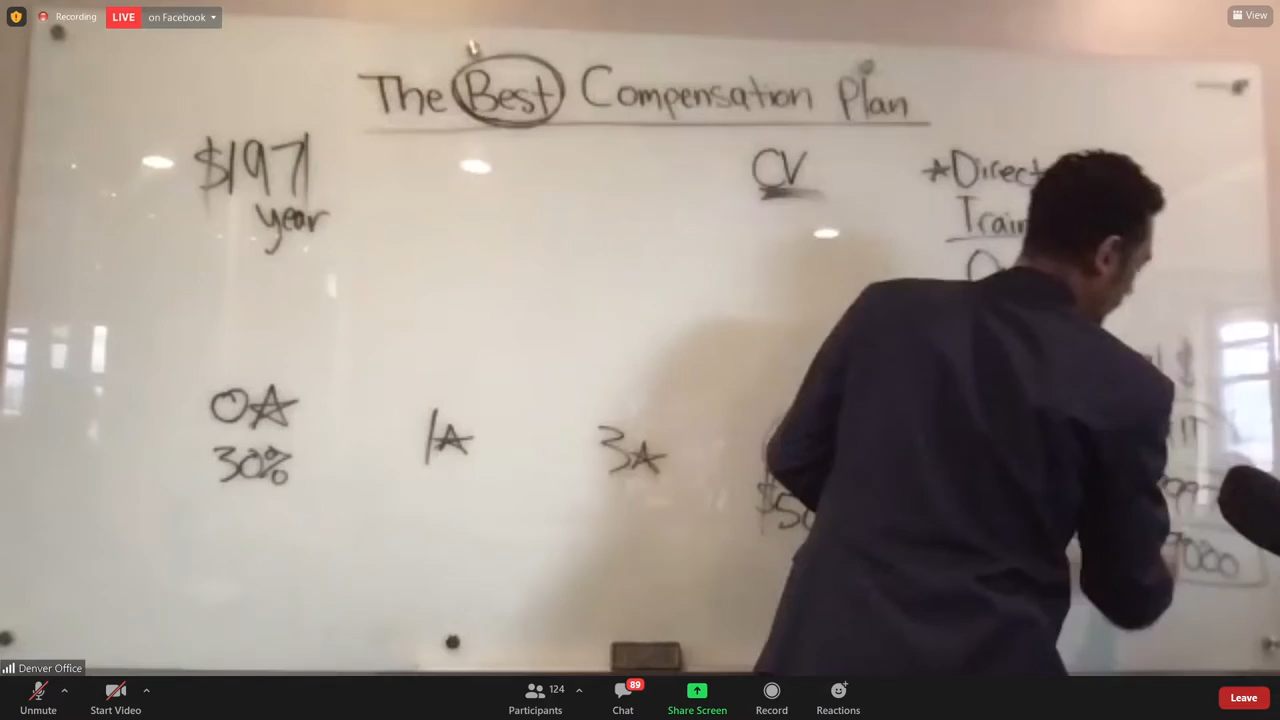 Recording
LIVE on Facebook
View
The Best Compensation Plan
$197/
year
CV
☆Direct
Train
0☆
30%
1☆
3☆
$50
Denver Office
Unmute
Start Video
124
Participants
89
Chat
Share Screen
Record
Reactions
Leave